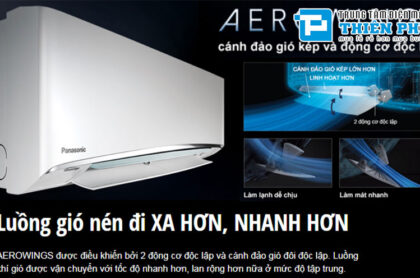 TRUNG TÂM ĐIỆN M
THIÊN PH
AERO
cánh đảo gió kép và động cơ độc l
CÁNH ĐẢO GIÓ KÉP LỚN HƠN
LINH HOẠT HƠN
2 động cơ độc lập
Panasonic
Làm lạnh dễ chịu
Làm mát nhanh
Luồng gió nén đi XA HƠN, NHANH HƠN
AEROWINGS được điều khiển bởi 2 động cơ độc lập và cánh đảo gió đôi độc lập. Luồng
khí gió được vận chuyển với tốc độ nhanh hơn, lan rộng hơn nữa ở mức độ tập trung.